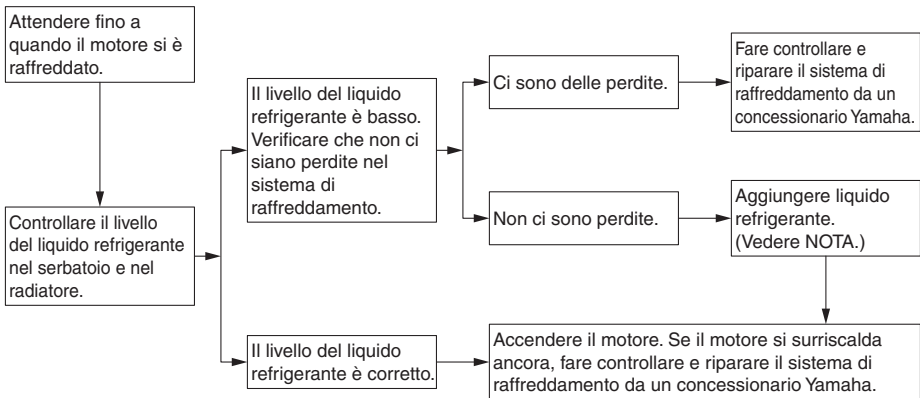 Attendere fino a
quando il motore si è
raffreddato.
Controllare il livello
del liquido refrigerante
nel serbatoio e nel
radiatore.
Il livello del liquido
refrigerante è basso.
Verificare che non ci
siano perdite nel
sistema di
raffreddamento.
Ci sono delle perdite.
Fare controllare e
riparare il sistema di
raffreddamento da un
concessionario Yamaha.
Non ci sono perdite.
Aggiungere liquido
refrigerante.
(Vedere NOTA.)
Il livello del liquido
refrigerante è corretto.
Accendere il motore. Se il motore si surriscalda
ancora, fare controllare e riparare il sistema di
raffreddamento da un concessionario Yamaha.